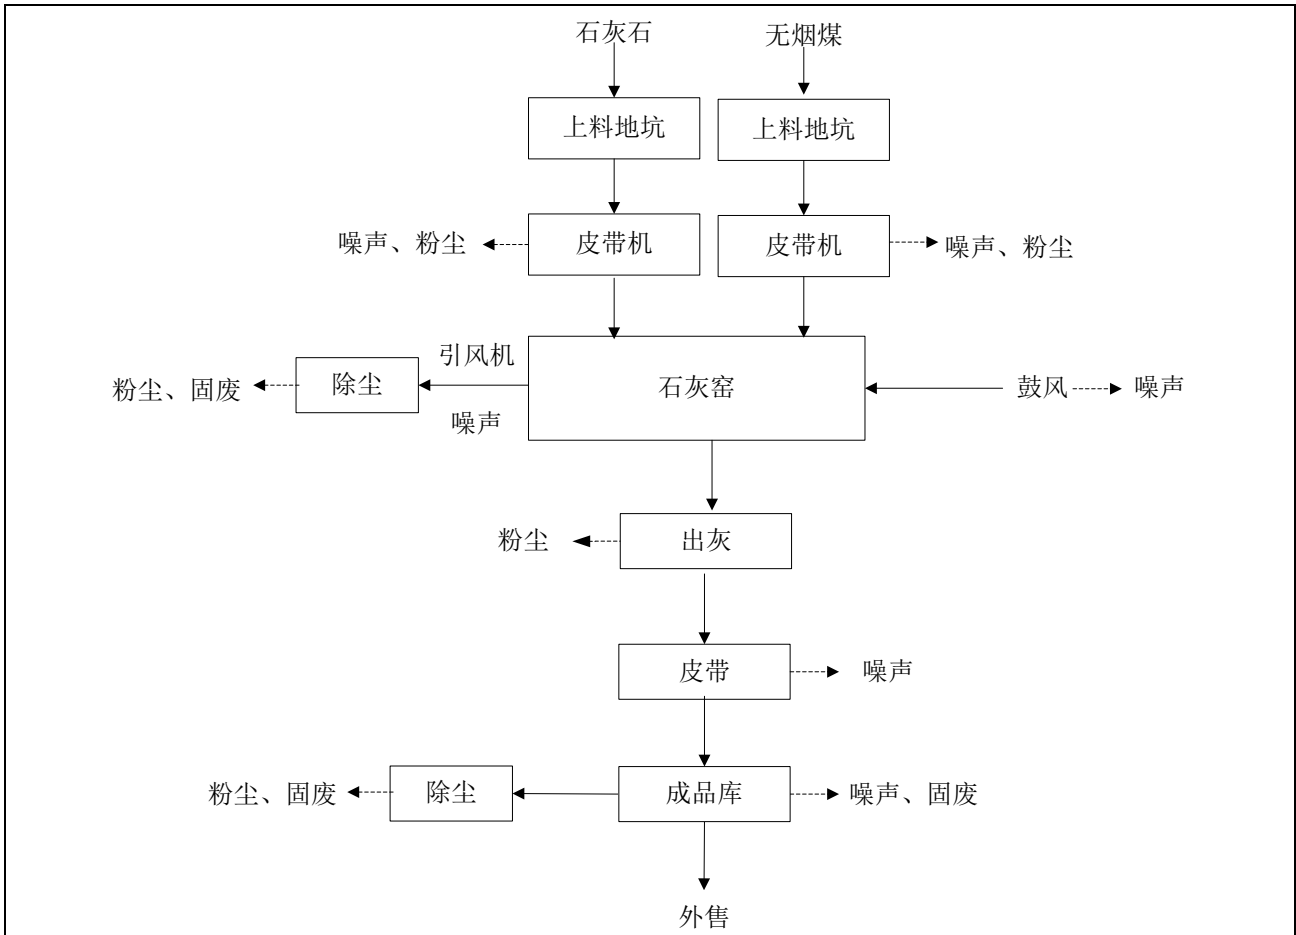 石灰石
无烟煤
上料地坑
上料地坑
噪声、粉尘
皮带机
皮带机
噪声、粉尘
引风机
粉尘、固废
除尘
石灰窑
鼓风
噪声
噪声
粉尘
出灰
皮带
噪声
粉尘、固废
除尘
成品库
噪声、固废
外售